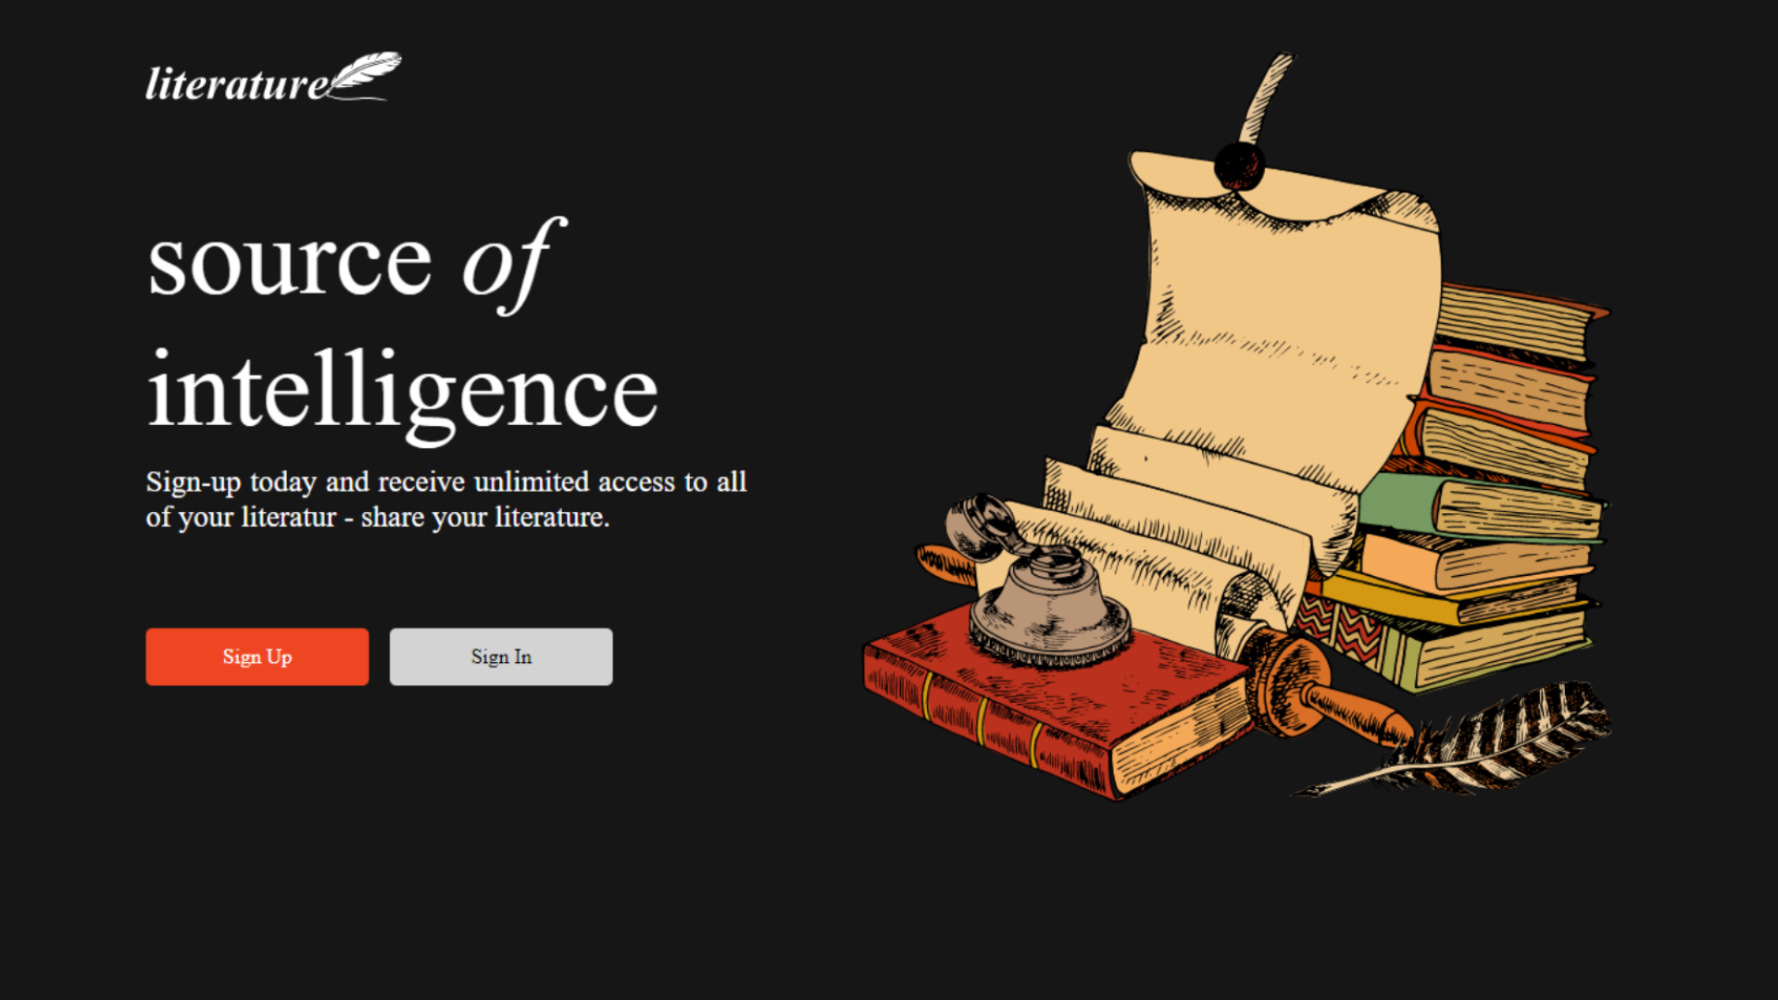 literature
source of
intelligence
Sign-up today and receive unlimited access to all
of your literatur - share your literature.
Sign Up
Sign In